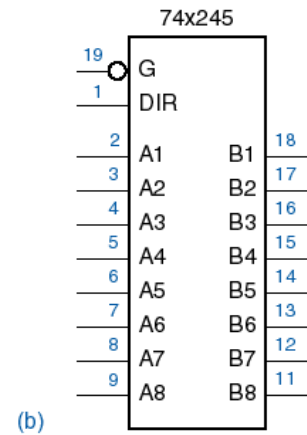 74x245
19 G
1 DIR
2 A1 B1 18
3 A2 B2 17
4 A3 B3 16
5 A4 B4 15
6 A5 B5 14
7 A6 B6 13
8 A7 B7 12
9 A8 B8 11
(b)